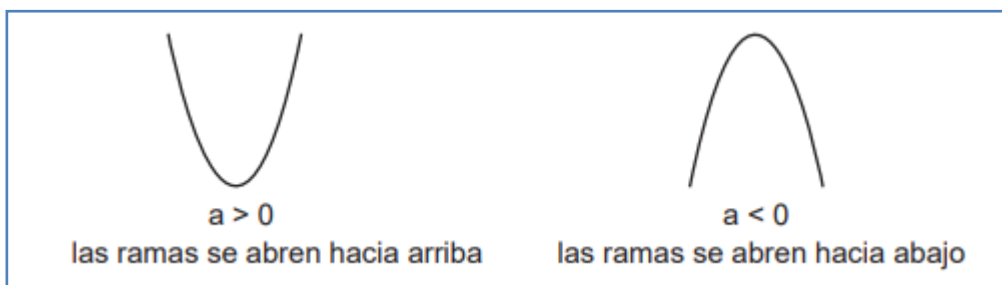 a > 0
a < 0
las ramas se abren hacia arriba
las ramas se abren hacia abajo